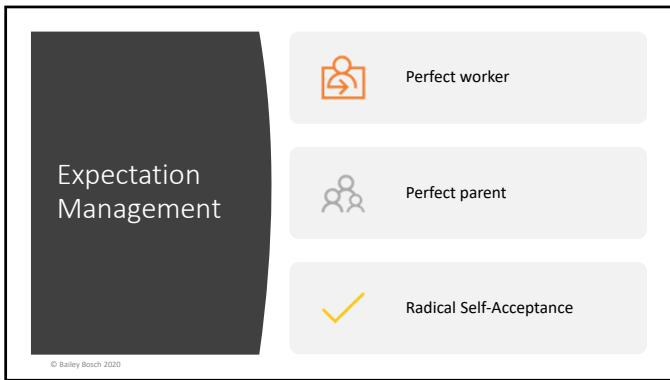 Expectation
Management
Perfect worker
Perfect parent
Radical Self-Acceptance
© Bailey Bosch 2020